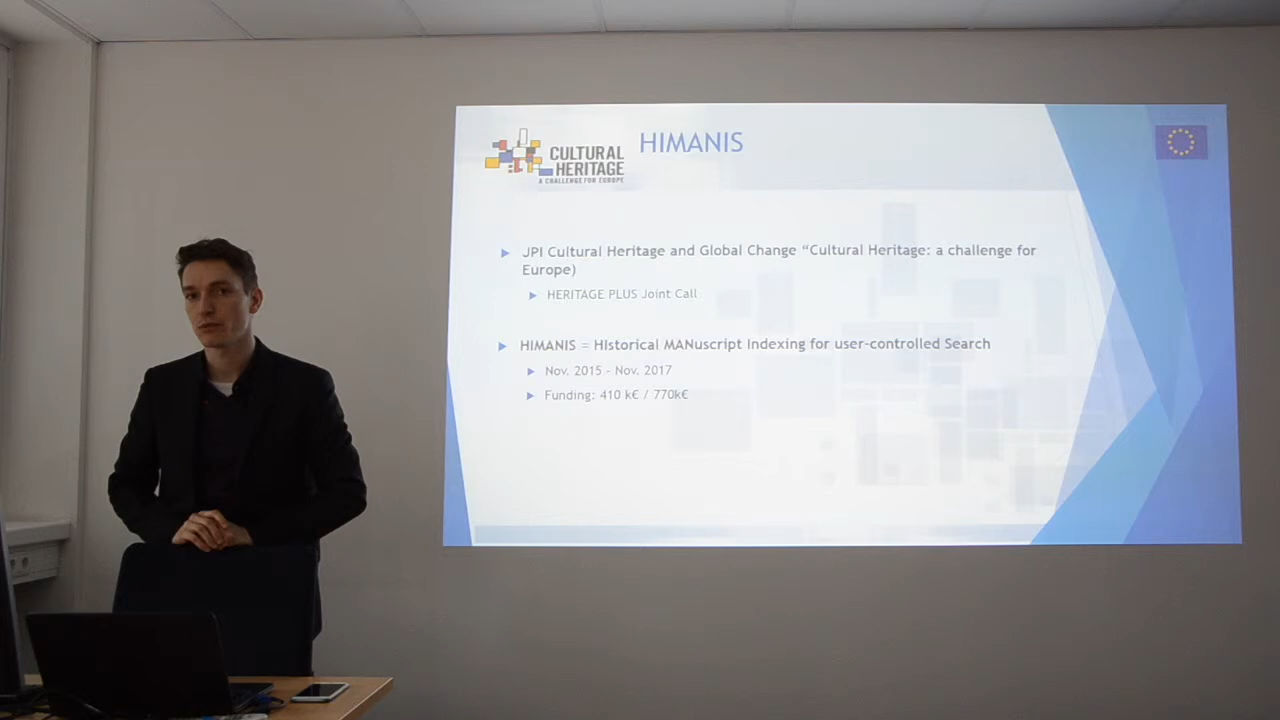 CULTURAL
HERITAGE
A CHALLENGE FOR EUROPE
HIMANIS
JPI Cultural Heritage and Global Change “Cultural Heritage: a challenge for
Europe)
HERITAGE PLUS Joint Call
HIMANIS = HIstorical MANuscript Indexing for user-controlled Search
Nov. 2015 - Nov. 2017
Funding: 410 k€ / 770k€